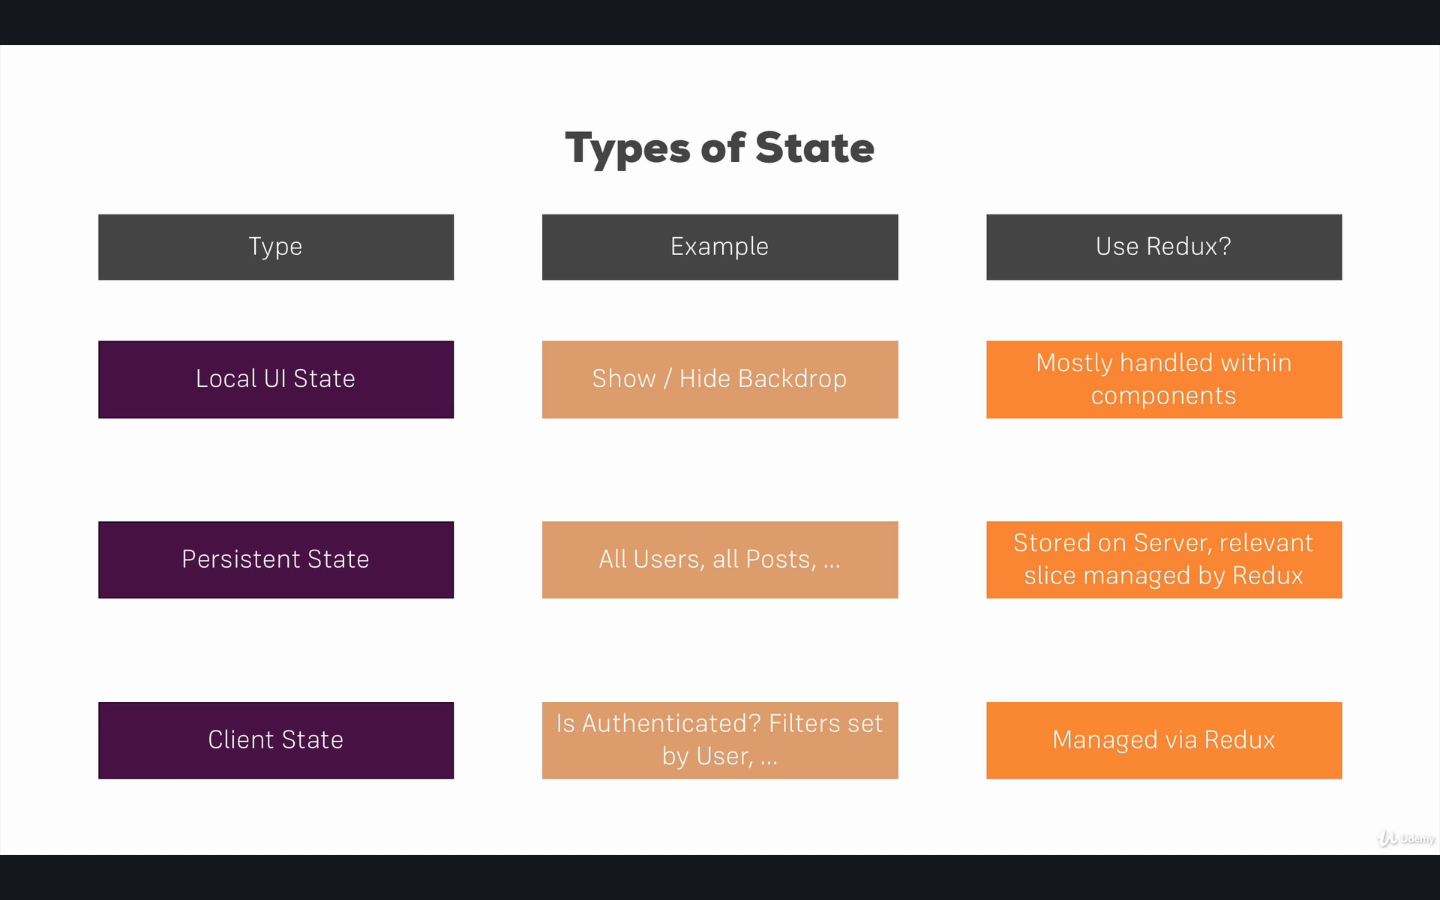 Types of State
Type
Example
Use Redux?
Local UI State
Show / Hide Backdrop
Mostly handled within
components
Persistent State
All Users, all Posts, ...
Stored on Server, relevant
slice managed by Redux
Client State
Is Authenticated? Filters set
by User, ...
Managed via Redux
Udemy